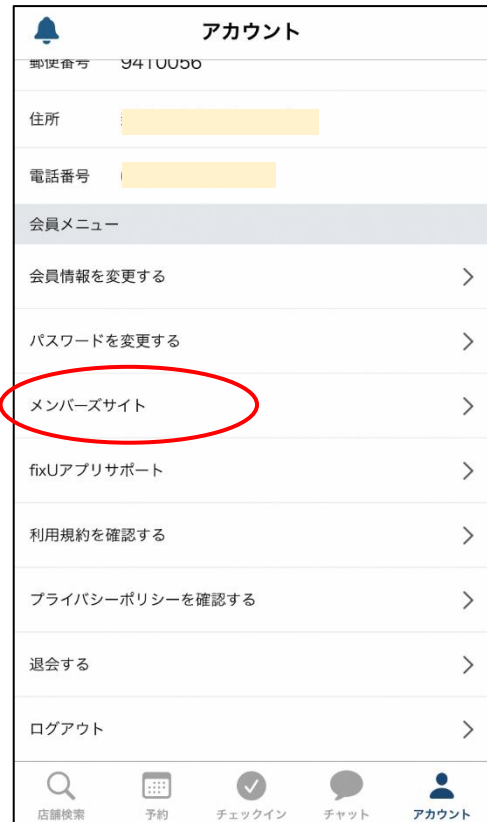 アカウント
郵便番号 9410056
住所
電話番号
会員メニュー
会員情報を変更する
パスワードを変更する
メンバーズサイト
fixUアプリサポート
利用規約を確認する
プライバシーポリシーを確認する
退会する
ログアウト
店舗検索 予約 チェックイン チャット アカウント